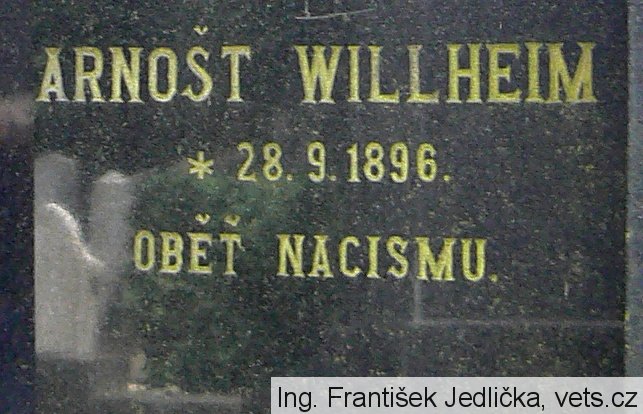 ARNOŠT WILLHEIM
* 28. 9. 1896.
OBĚŤ NACISMU.
Ing. František Jedlička, vets.cz